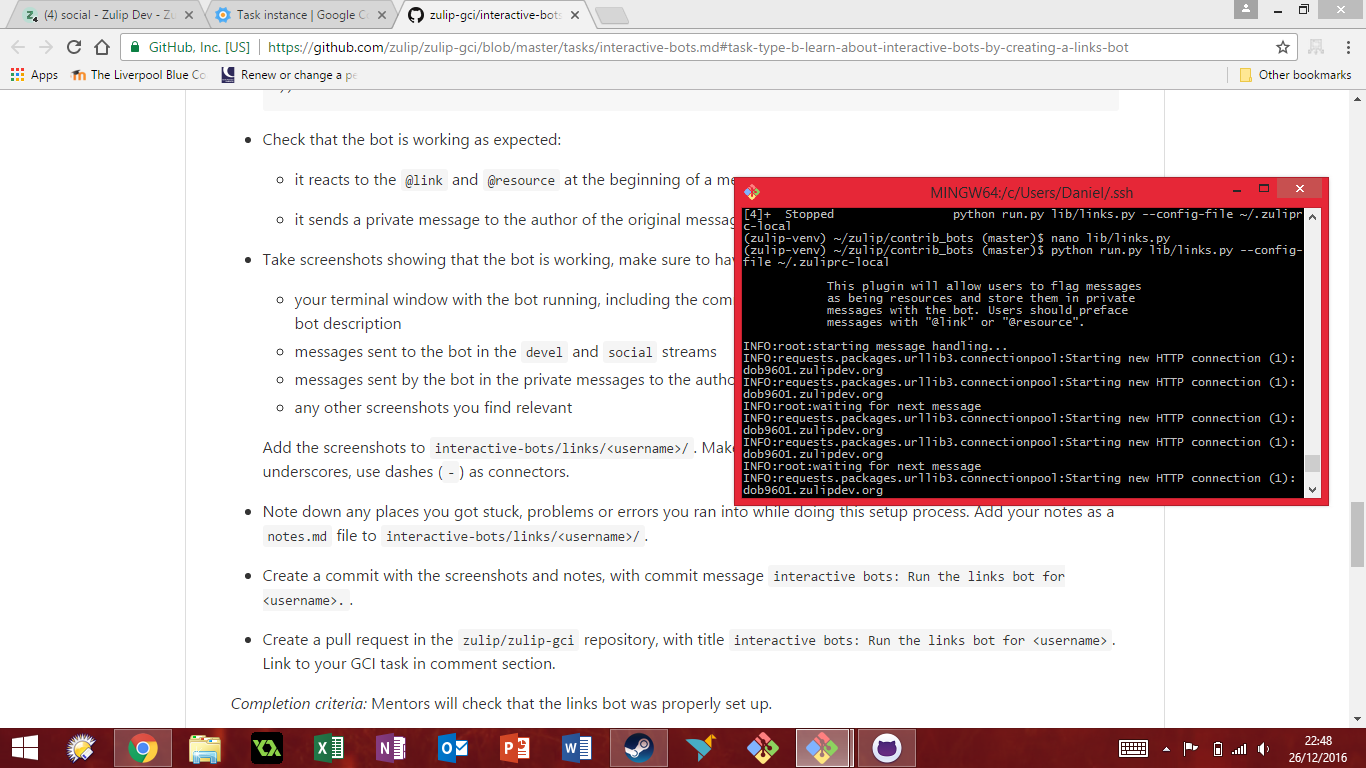 (4) social - Zulip Dev - Zu
Task instance | Google C
zulip-gci/interactive-bots
GitHub, Inc. [US]
https://github.com/zulip/zulip-gci/blob/master/tasks/interactive-bots.md#task-type-b-learn-about-interactive-bots-by-creating-a-links-bot
Apps
The Liverpool Blue Co
Renew or change a pe
Other bookmarks
Check that the bot is working as expected:
it reacts to the @link and @resource at the beginning of a me
it sends a private message to the author of the original messag
Take screenshots showing that the bot is working, make sure to hav
your terminal window with the bot running, including the com
bot description
messages sent to the bot in the devel and social streams
messages sent by the bot in the private messages to the autho
any other screenshots you find relevant
Add the screenshots to interactive-bots/links/<username>/ . Make
underscores, use dashes ( - ) as connectors.
Note down any places you got stuck, problems or errors you ran into while doing this setup process. Add your notes as a
notes.md file to interactive-bots/links/<username>/ .
Create a commit with the screenshots and notes, with commit message interactive bots: Run the links bot for
<username>. .
Create a pull request in the zulip/zulip-gci repository, with title interactive bots: Run the links bot for <username> .
Link to your GCI task in comment section.
Completion criteria: Mentors will check that the links bot was properly set up.
MINGW64:/c/Users/Daniel/.ssh
[4]+  Stopped                 python run.py lib/links.py --config-file ~/.zulipr
c-local
(zulip-venv) ~/zulip/contrib_bots (master)$ nano lib/links.py
(zulip-venv) ~/zulip/contrib_bots (master)$ python run.py lib/links.py --config-
file ~/.zuliprc-local
This plugin will allow users to flag messages
as being resources and store them in private
messages with the bot. Users should preface
messages with "@link" or "@resource".
INFO:root:starting message handling...
INFO:requests.packages.urllib3.connectionpool:Starting new HTTP connection (1):
dob9601.zulipdev.org
INFO:requests.packages.urllib3.connectionpool:Starting new HTTP connection (1):
dob9601.zulipdev.org
INFO:root:waiting for next message
INFO:requests.packages.urllib3.connectionpool:Starting new HTTP connection (1):
dob9601.zulipdev.org
INFO:requests.packages.urllib3.connectionpool:Starting new HTTP connection (1):
dob9601.zulipdev.org
INFO:root:waiting for next message
INFO:requests.packages.urllib3.connectionpool:Starting new HTTP connection (1):
dob9601.zulipdev.org
22:48
26/12/2016